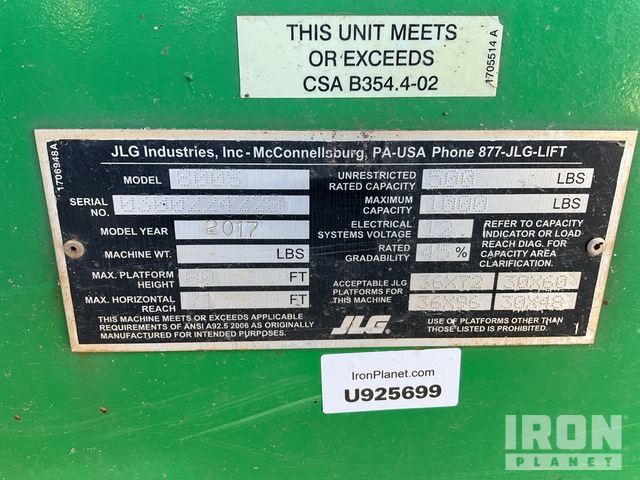 THIS UNIT MEETS
OR EXCEEDS
CSA B354.4-02
1705514 A
1706948A
JLG Industries, Inc - McConnellsburg, PA-USA Phone 877-JLG-LIFT
MODEL
SERIAL NO.
MODEL YEAR 2017
MACHINE WT. LBS
MAX. PLATFORM HEIGHT FT
MAX. HORIZONTAL REACH FT
THIS MACHINE MEETS OR EXCEEDS APPLICABLE
REQUIREMENTS OF ANSI A92.5 2006 AS ORIGINALLY
MANUFACTURED FOR INTENDED PURPOSES.
UNRESTRICTED RATED CAPACITY LBS
MAXIMUM CAPACITY 1000 LBS
ELECTRICAL SYSTEMS VOLTAGE
RATED GRADABILITY %
REFER TO CAPACITY
INDICATOR OR LOAD
REACH DIAG. FOR
CAPACITY AREA
CLARIFICATION.
ACCEPTABLE JLG
PLATFORMS FOR
THIS MACHINE
36X72
36X96
JLG
USE OF PLATFORMS OTHER THAN
THOSE LISTED IS PROHIBITED.
1
IronPlanet.com
U925699
IRON
PLANET